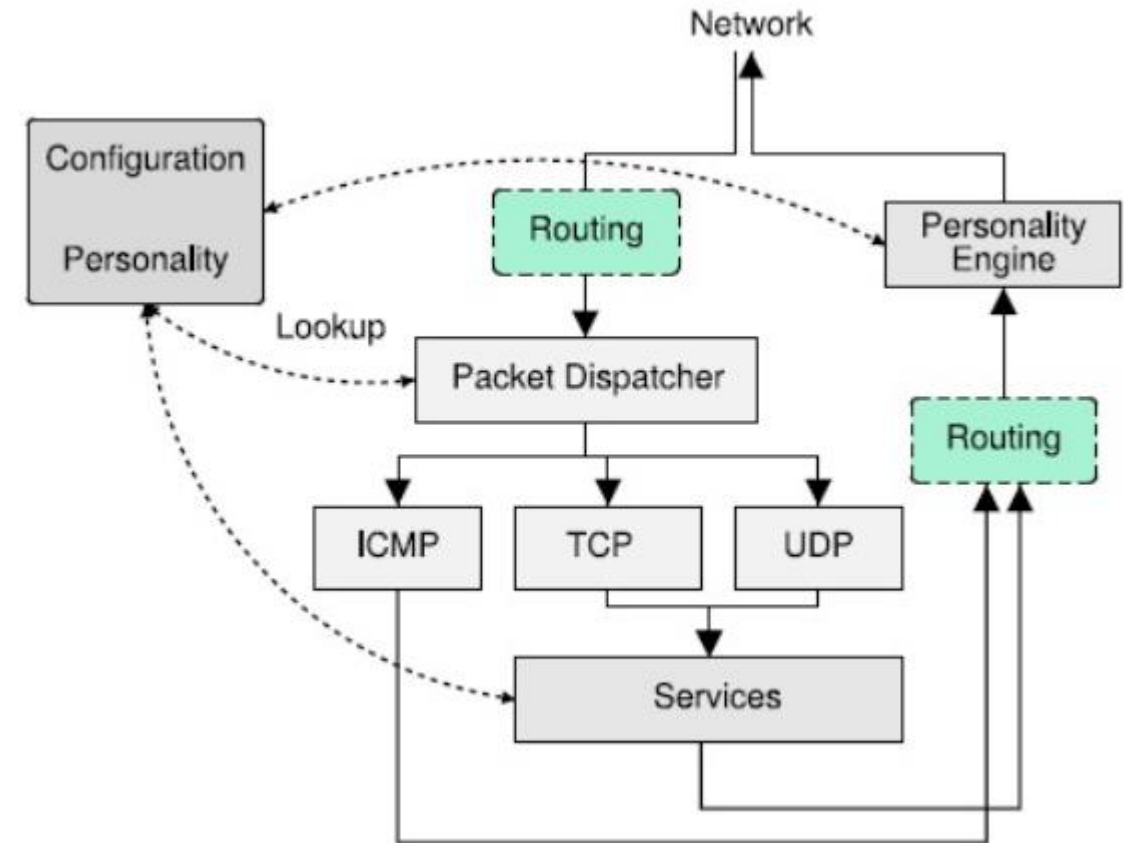 Network
Configuration
Personality
Routing
Personality
Engine
Lookup
Packet Dispatcher
Routing
ICMP
TCP
UDP
Services